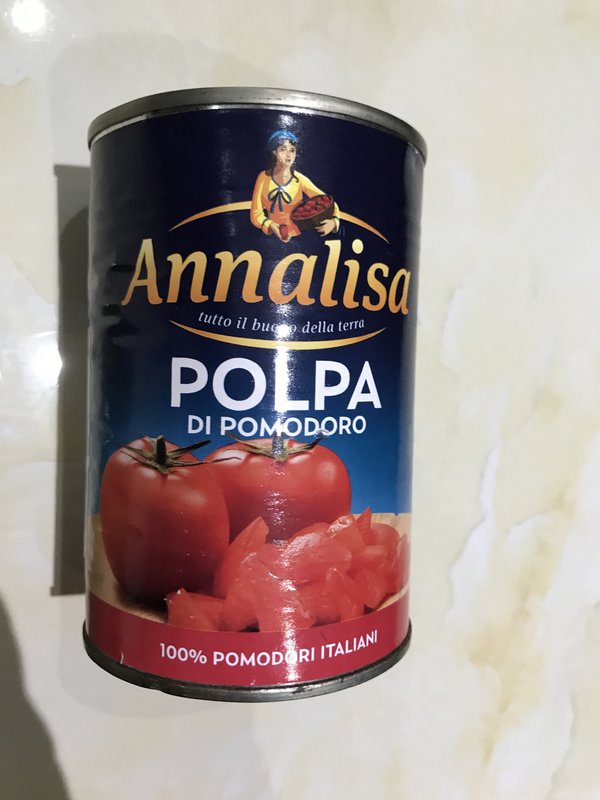 Annalisa
tutto il buono della terra
POLPA
DI POMODORO
100% POMODORI ITALIANI